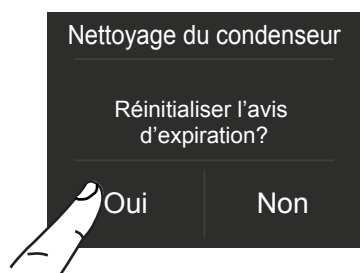 Nettoyage du condenseur
Réinitialiser l’avis
d’expiration?
Oui
Non